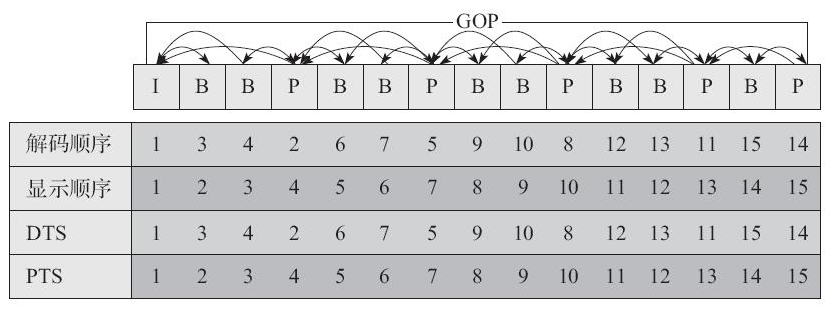 GOP
I B B P B B P B B P B B P B P
解码顺序 1 3 4 2 6 7 5 9 10 8 12 13 11 15 14
显示顺序 1 2 3 4 5 6 7 8 9 10 11 12 13 14 15
DTS 1 3 4 2 6 7 5 9 10 8 12 13 11 15 14
PTS 1 2 3 4 5 6 7 8 9 10 11 12 13 14 15